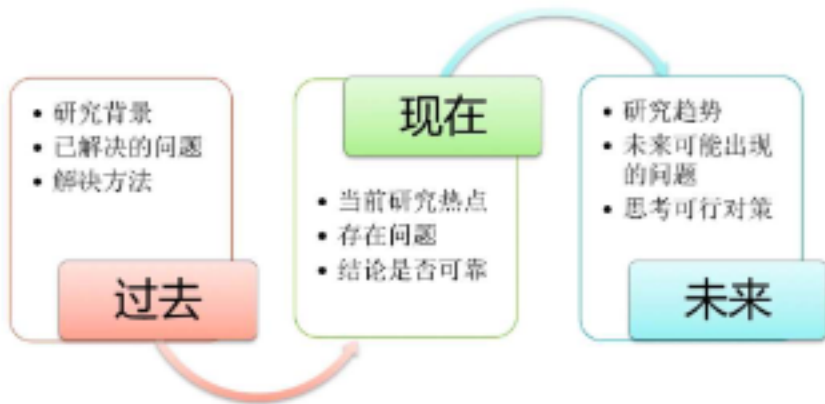 • 研究背景
• 已解决的问题
• 解决方法
过去
现在
• 当前研究热点
• 存在问题
• 结论是否可靠
• 研究趋势
• 未来可能出现
的问题
• 思考可行对策
未来